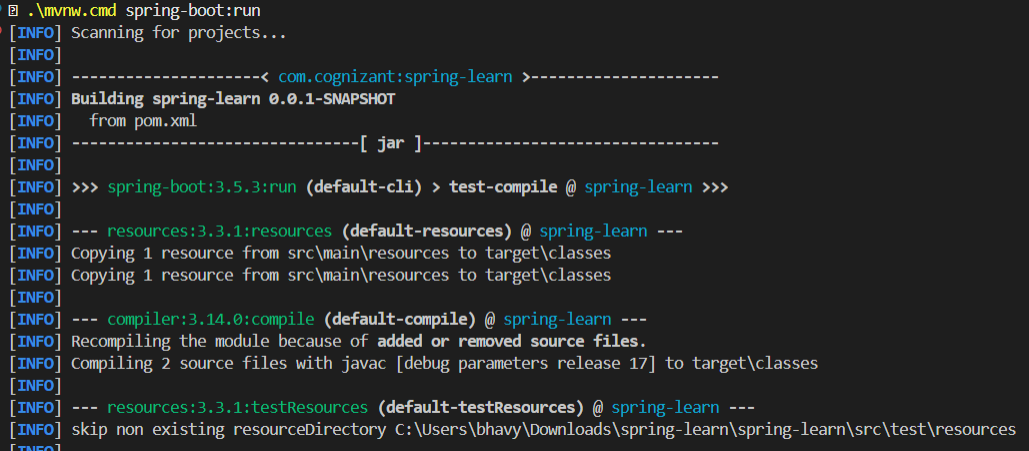 .\mvnw.cmd spring-boot:run
[INFO] Scanning for projects...
[INFO]
[INFO] ---------------------< com.cognizant:spring-learn >---------------------
[INFO] Building spring-learn 0.0.1-SNAPSHOT
[INFO]   from pom.xml
[INFO] --------------------------------[ jar ]---------------------------------
[INFO]
[INFO] >>> spring-boot:3.5.3:run (default-cli) > test-compile @ spring-learn >>>
[INFO]
[INFO] --- resources:3.3.1:resources (default-resources) @ spring-learn ---
[INFO] Copying 1 resource from src\main\resources to target\classes
[INFO] Copying 1 resource from src\main\resources to target\classes
[INFO]
[INFO] --- compiler:3.14.0:compile (default-compile) @ spring-learn ---
[INFO] Recompiling the module because of added or removed source files.
[INFO] Compiling 2 source files with javac [debug parameters release 17] to target\classes
[INFO]
[INFO] --- resources:3.3.1:testResources (default-testResources) @ spring-learn ---
[INFO] skip non existing resourceDirectory C:\Users\bhavy\Downloads\spring-learn\spring-learn\src\test\resources